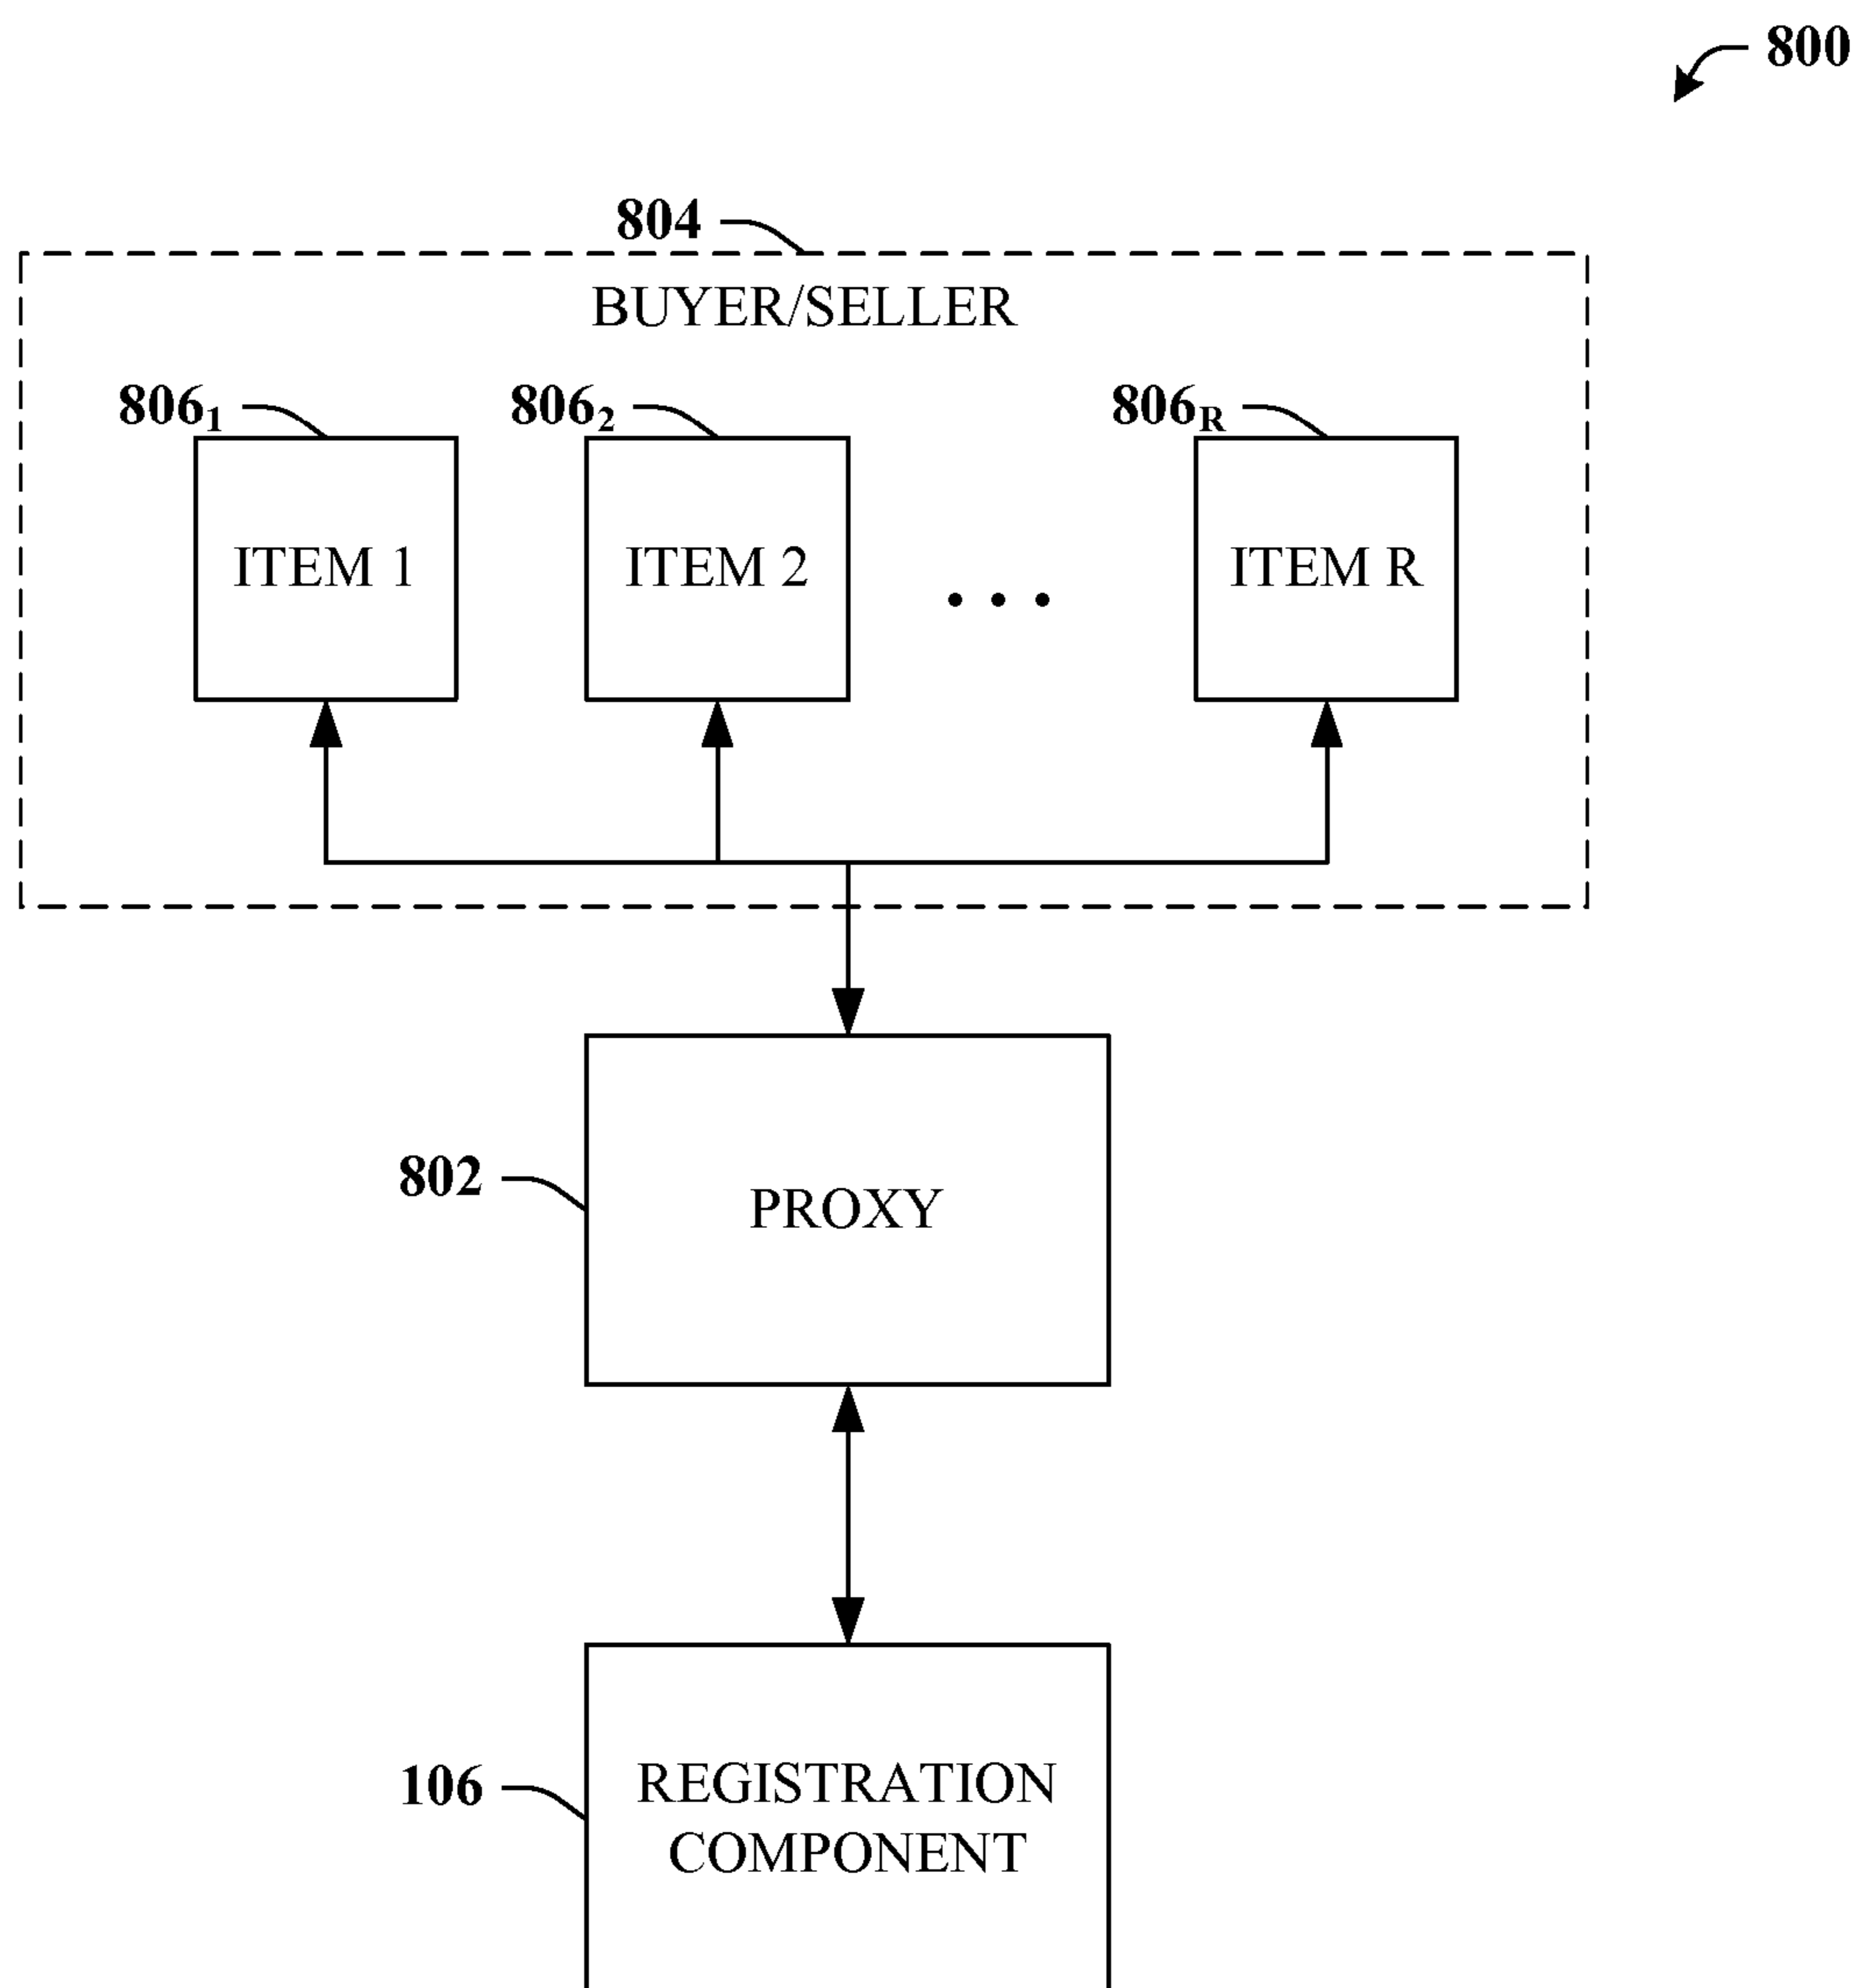 800
804
BUYER/SELLER
806₁ 806₂ 806R
ITEM 1 ITEM 2 . . . ITEM R
802
PROXY
106
REGISTRATION
COMPONENT